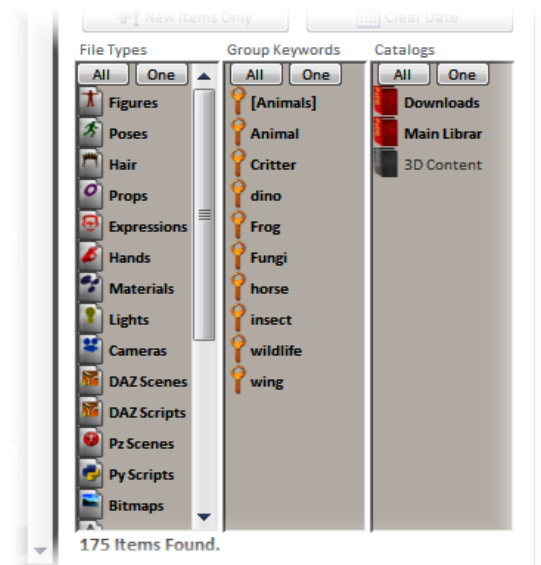 New Items Only
Clear Date
File Types
Group Keywords
Catalogs
All One
All One
All One
Figures
Poses
Hair
Props
Expressions
Hands
Materials
Lights
Cameras
DAZ Scenes
DAZ Scripts
Pz Scenes
Py Scripts
Bitmaps
[Animals]
Animal
Critter
dino
Frog
Fungi
horse
insect
wildlife
wing
Downloads
Main Librar
3D Content
175 Items Found.